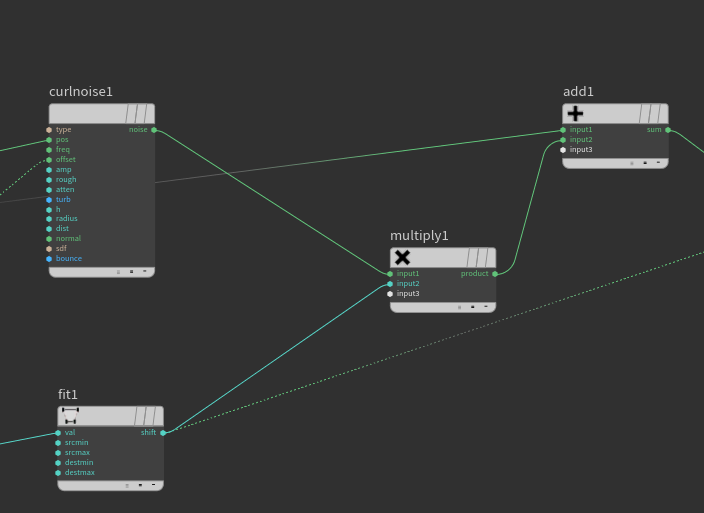 curlnoise1
type noise
pos
freq
offset
amp
rough
atten
turb
h
radius
dist
normal
sdf
bounce
add1
input1 sum
input2
input3
multiply1
input1 product
input2
input3
fit1
val shift
srcmin
srcmax
destmin
destmax